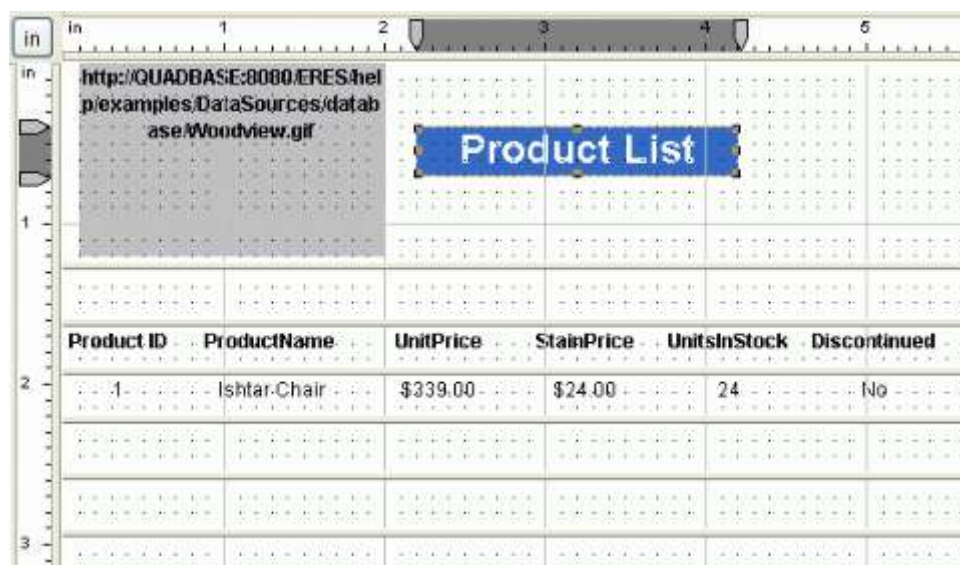 in
in 1 2 3 4 5
in
http://QUADBASE:8080/ERES/hel
p/examples/DataSources/datab
ase/Woodview.gif
Product List
1
Product ID ProductName UnitPrice StainPrice UnitsInStock Discontinued
2
1 Ishtar Chair $339.00 $24.00 24 No
3